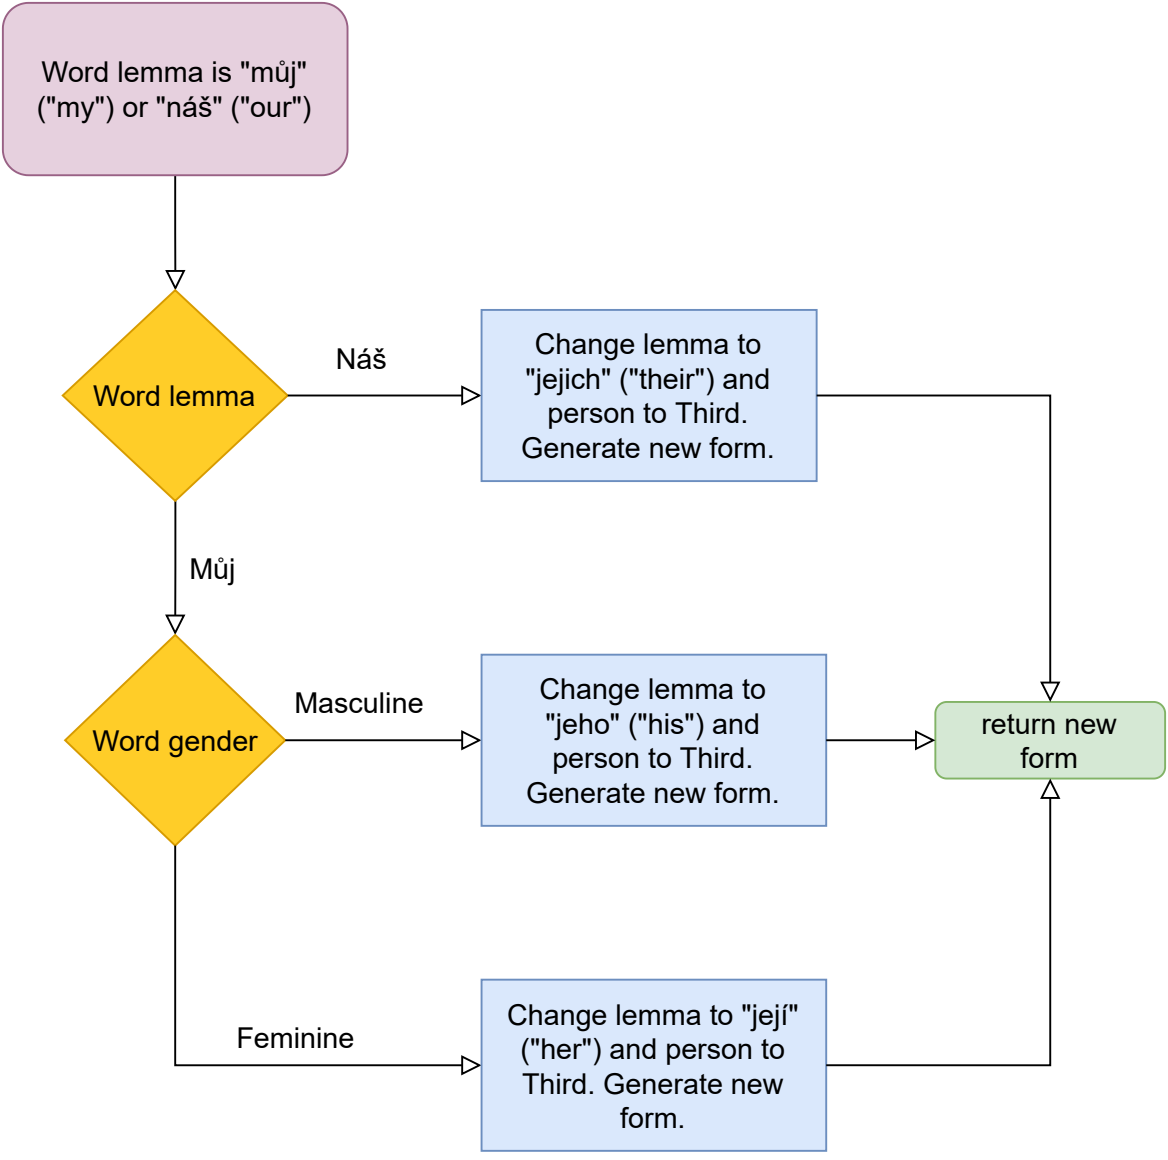 Word lemma is "můj"
("my") or "náš" ("our")
Word lemma
Náš
Change lemma to
"jejich" ("their") and
person to Third.
Generate new form.
Můj
Word gender
Masculine
Change lemma to
"jeho" ("his") and
person to Third.
Generate new form.
return new
form
Feminine
Change lemma to "její"
("her") and person to
Third. Generate new
form.